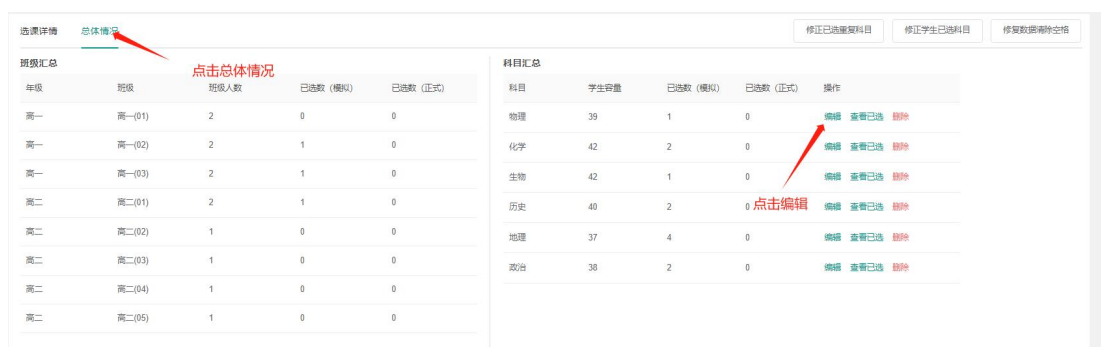 选课详情 总体情况 修正已选重复科目 修正学生已选科目 修复数据清除空格
班级汇总 科目汇总
点击总体情况
年级 班级 班级人数 已选数（模拟） 已选数（正式） 科目 学生容量 已选数（模拟） 已选数（正式） 操作
高一 高一(01) 2 0 0 物理 39 1 0 编辑 查看已选 删除
高一 高一(02) 2 1 0 化学 42 2 0 编辑 查看已选 删除
高一 高一(03) 2 1 0 生物 42 1 0 编辑 查看已选 删除
点击编辑
高二 高二(01) 2 1 0 历史 40 2 0 编辑 查看已选 删除
高二 高二(02) 1 0 0 地理 37 4 0 编辑 查看已选 删除
高二 高二(03) 1 0 0 政治 38 2 0 编辑 查看已选 删除
高二 高二(04) 1 0 0
高二 高二(05) 1 0 0